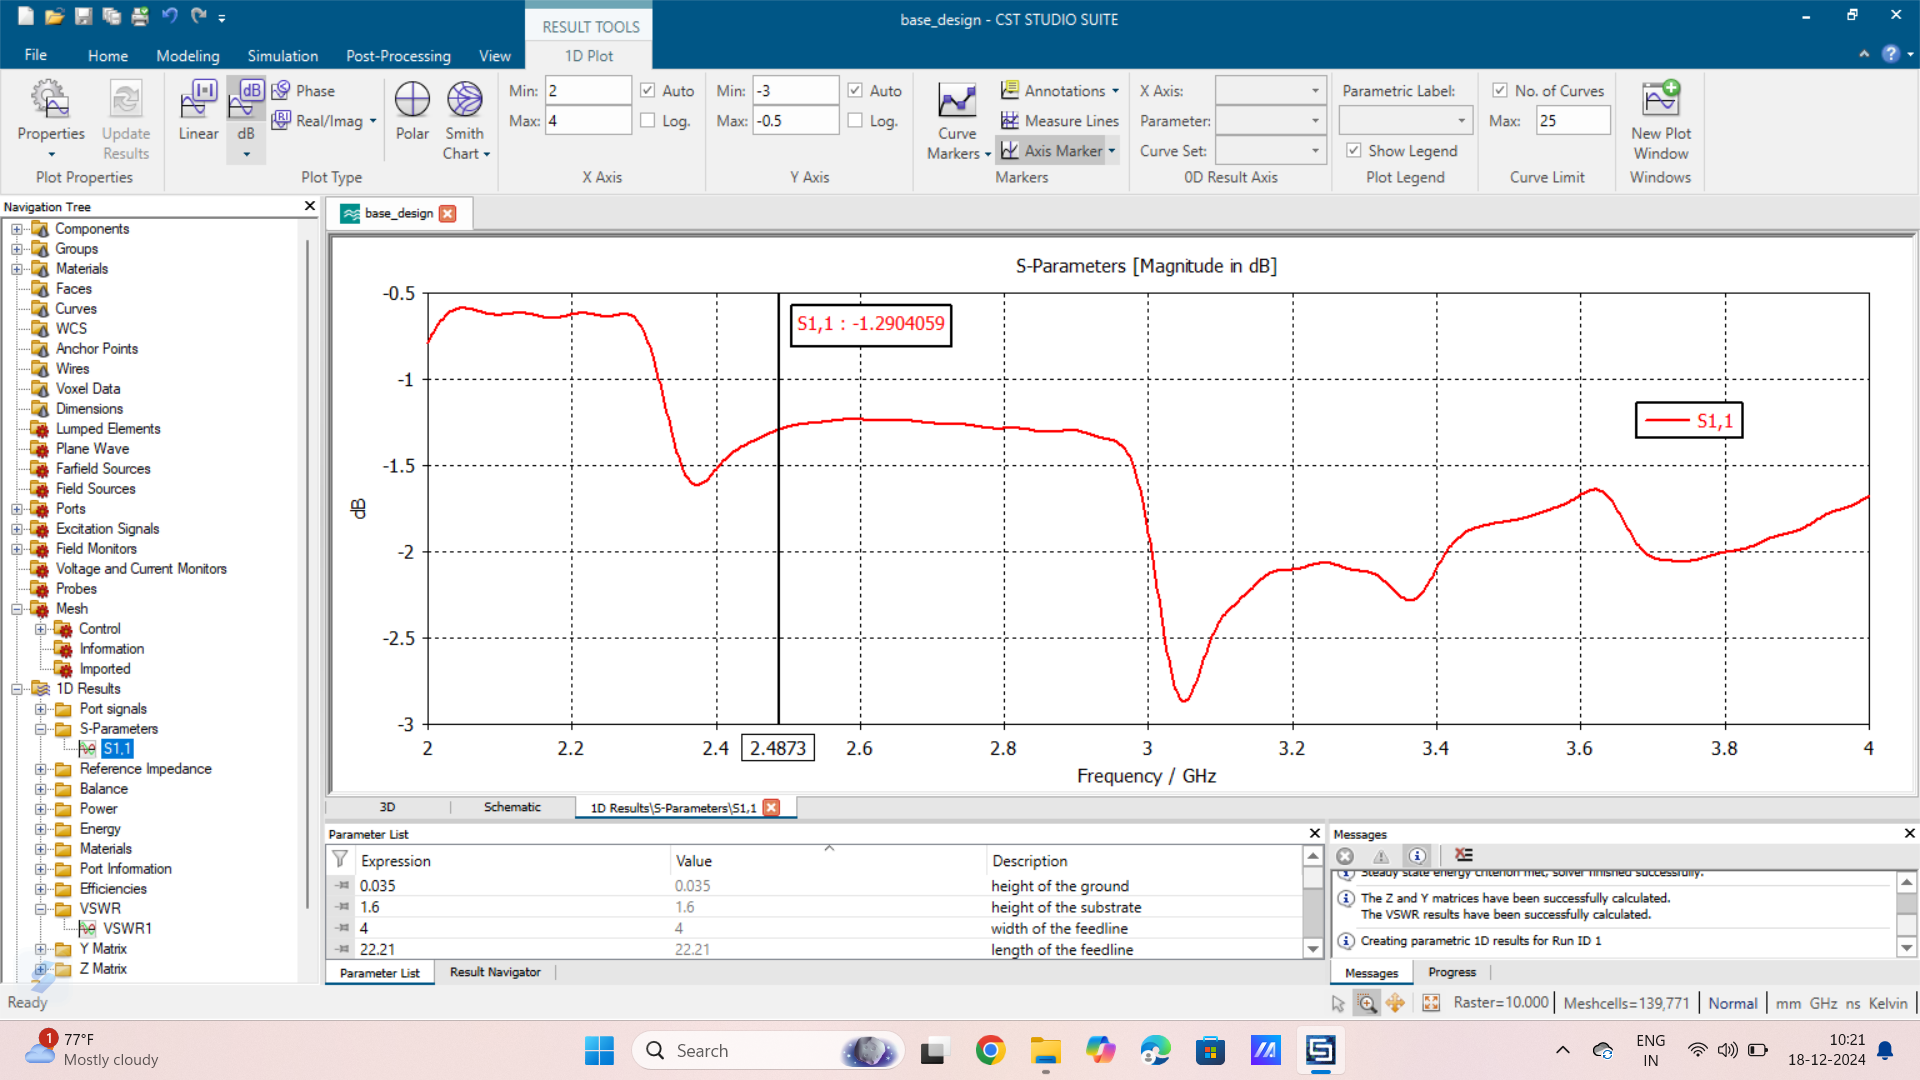 RESULT TOOLS
base_design - CST STUDIO SUITE
File
Home
Modeling
Simulation
Post-Processing
View
1D Plot
Properties
Update
Results
Plot Properties
Linear
dB
Phase
Real/Imag
Plot Type
Polar
Smith
Chart
Min: 2
Max: 4
Auto
Log.
X Axis
Min: -3
Max: -0.5
Auto
Log.
Y Axis
Curve
Markers
Annotations
Measure Lines
Axis Marker
Markers
X Axis:
Parameter:
Curve Set:
0D Result Axis
Parametric Label:
Show Legend
Plot Legend
No. of Curves
Max: 25
Curve Limit
New Plot
Window
Windows
Navigation Tree
Components
Groups
Materials
Faces
Curves
WCS
Anchor Points
Wires
Voxel Data
Dimensions
Lumped Elements
Plane Wave
Farfield Sources
Field Sources
Ports
Excitation Signals
Field Monitors
Voltage and Current Monitors
Probes
Mesh
Control
Information
Imported
1D Results
Port signals
S-Parameters
S1,1
Reference Impedance
Balance
Power
Energy
Materials
Port Information
Efficiencies
VSWR
VSWR1
Y Matrix
Z Matrix
base_design
S-Parameters [Magnitude in dB]
-0.5
-1
-1.5
-2
-2.5
-3
dB
S1,1 : -1.2904059
S1,1
2 2.2 2.4 2.4873 2.6 2.8 3 3.2 3.4 3.6 3.8 4
Frequency / GHz
3D
Schematic
1D Results\S-Parameters\S1,1
Parameter List
Expression Value Description
0.035 0.035 height of the ground
1.6 1.6 height of the substrate
4 4 width of the feedline
22.21 22.21 length of the feedline
Parameter List
Result Navigator
Messages
Steady state energy criterion met, solver finished successfully.
The Z and Y matrices have been successfully calculated.
The VSWR results have been successfully calculated.
Creating parametric 1D results for Run ID 1
Messages
Progress
Ready
Raster=10.000
Meshcells=139,771
Normal
mm GHz ns Kelvin
1
77°F
Mostly cloudy
Search
ENG
IN
10:21
18-12-2024